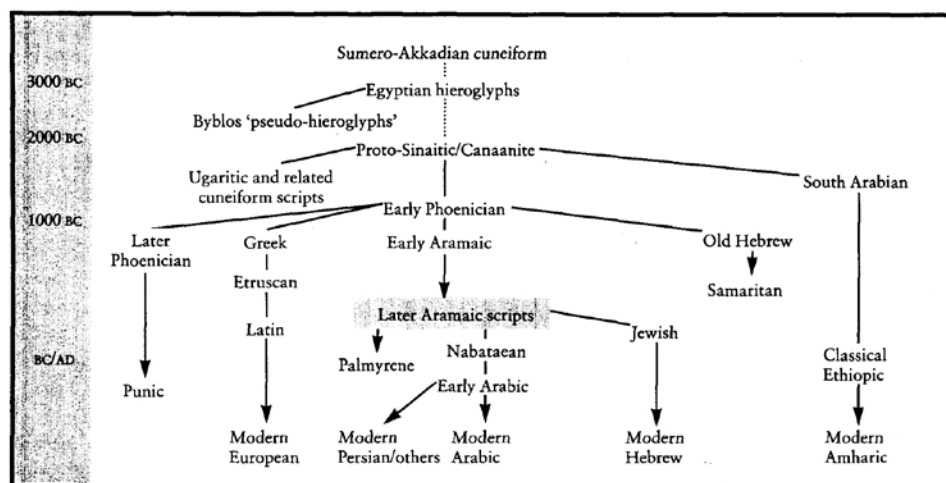 Sumero-Akkadian cuneiform
3000 BC
Egyptian hieroglyphs
Byblos 'pseudo-hieroglyphs'
2000 BC
Proto-Sinaitic/Canaanite
Ugaritic and related
cuneiform scripts
South Arabian
1000 BC
Early Phoenician
Later
Phoenician
Greek
Early Aramaic
Old Hebrew
Etruscan
Samaritan
Later Aramaic scripts
Latin
Jewish
BC/AD
Palmyrene
Nabataean
Classical
Ethiopic
Punic
Early Arabic
Modern
European
Modern
Persian/others
Modern
Arabic
Modern
Hebrew
Modern
Amharic